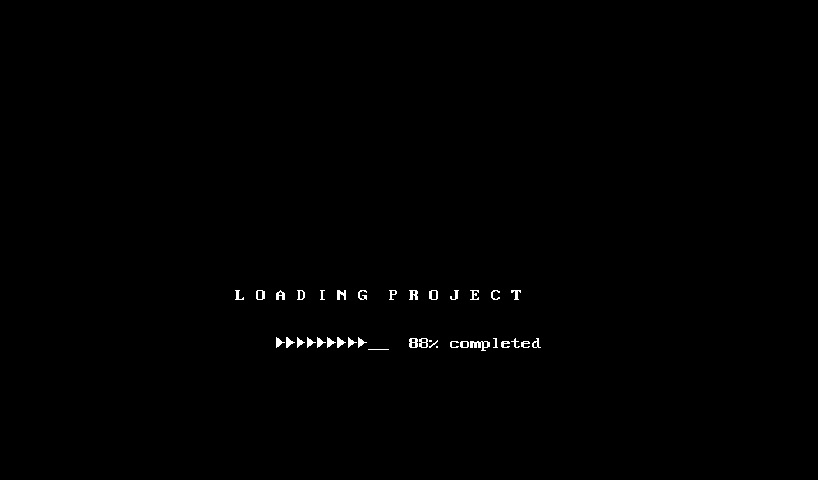 L O A D I N G  P R O J E C T
►►►►►►►►►__ 88% completed